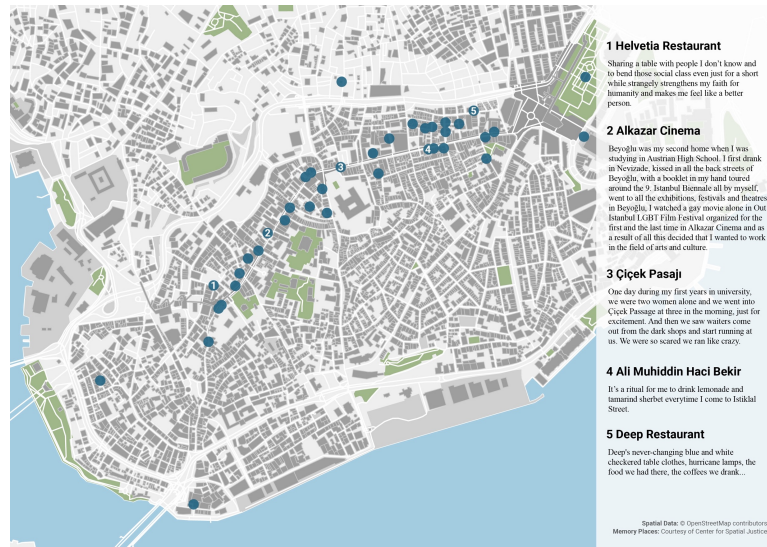 1 Helvetia Restaurant
Sharing a table with people I don't know and
to bend those social class even just for a short
while strangely strengthens my faith for
humanity and makes me feel like a better
person.
2 Alkazar Cinema
Beyoğlu was my second home when I was
studying in Austrian High School. I first drank
in Nevizade, kissed in all the back streets of
Beyoğlu, with a booklet in my hand toured
around the 9. Istanbul Biennale all by myself,
went to all the exhibitions, festivals and theatres
in Beyoğlu, I watched a gay movie alone in Out
Istanbul LGBT Film Festival organized for the
first and the last time in Alkazar Cinema and as
a result of all this decided that I wanted to work
in the field of arts and culture.
3 Çiçek Pasajı
One day during my first years in university,
we were two women alone and we went into
Çiçek Passage at three in the morning, just for
excitement. And then we saw waiters come
out from the dark shops and start running at
us. We were so scared we ran like crazy.
4 Ali Muhiddin Haci Bekir
It's a ritual for me to drink lemonade and
tamarind sherbet everytime I come to Istiklal
Street.
5 Deep Restaurant
Deep's never-changing blue and white
checkered table clothes, hurricane lamps, the
food we had there, the coffees we drank...
Spatial Data: © OpenStreetMap contributors
Memory Places: Courtesy of Center for Spatial Justice
5
4
3
2
1